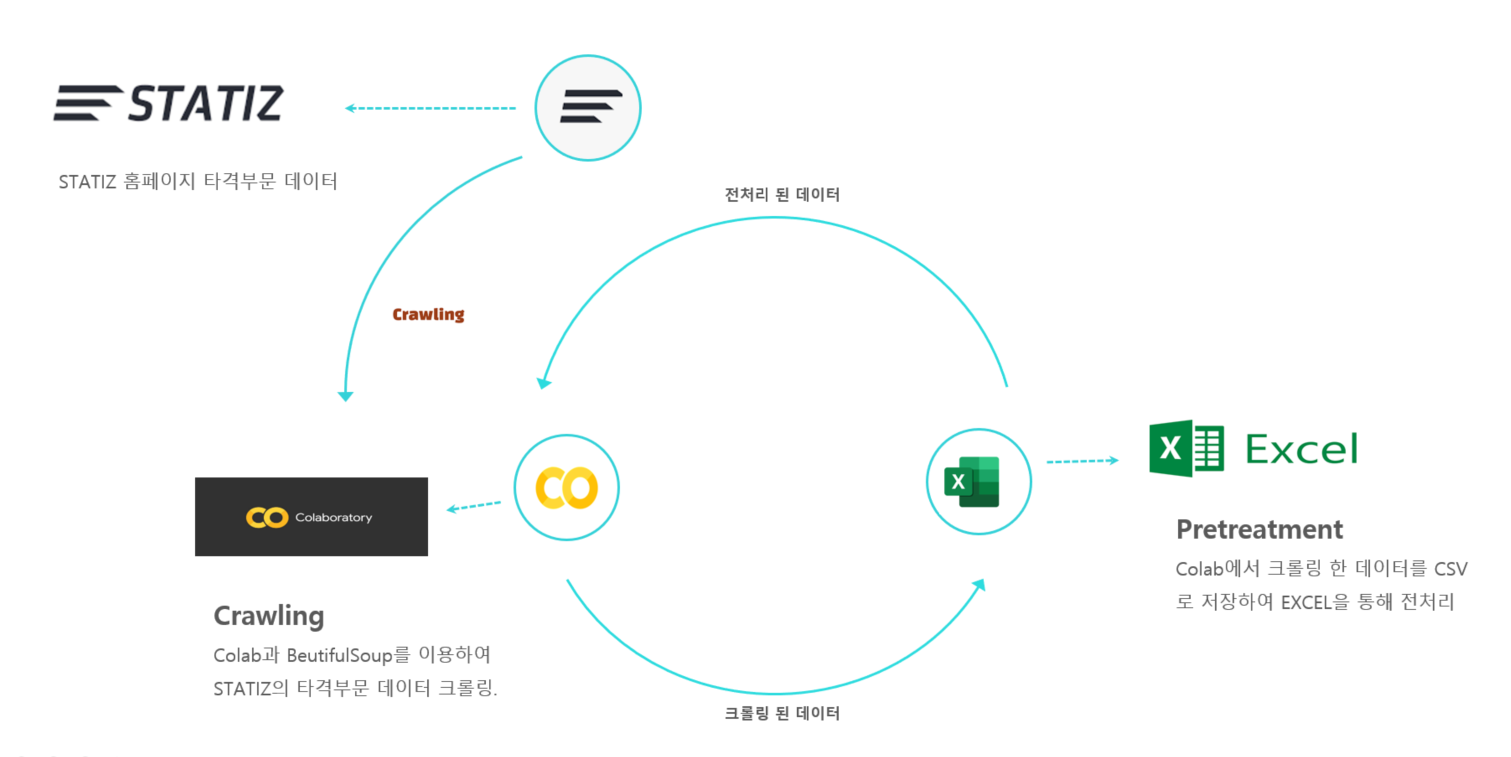 STATIZ
STATIZ 홈페이지 타격부문 데이터
전처리 된 데이터
Crawling
CO Colaboratory
CO
X
X Excel
Crawling
Colab과 BeutifulSoup를 이용하여
STATIZ의 타격부문 데이터 크롤링.
Pretreatment
Colab에서 크롤링 한 데이터를 CSV
로 저장하여 EXCEL을 통해 전처리
크롤링 된 데이터